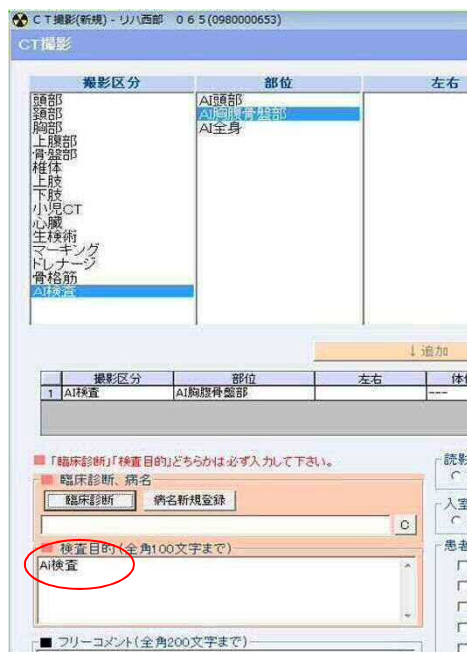 CT撮影(新規) - リハ西部 065(0980000653)
CT撮影
撮影区分 部位 左右
頭部
頚部
胸部
上腹部
骨盤部
椎体
上肢
下肢
小児CT
心臓
生検術
マーキング
ドレナージ
骨格筋
AI検査
AI頭部
AI胸腹骨盤部
AI全身
↓追加
撮影区分 部位 左右 体
1 AI検査 AI胸腹骨盤部 ---
■「臨床診断」「検査目的」どちらかは必ず入力して下さい。
■ 臨床診断、病名
臨床診断 病名新規登録
C
■ 検査目的(全角100文字まで)
Ai検査
■ フリーコメント(全角200文字まで)
読影
入室
患者